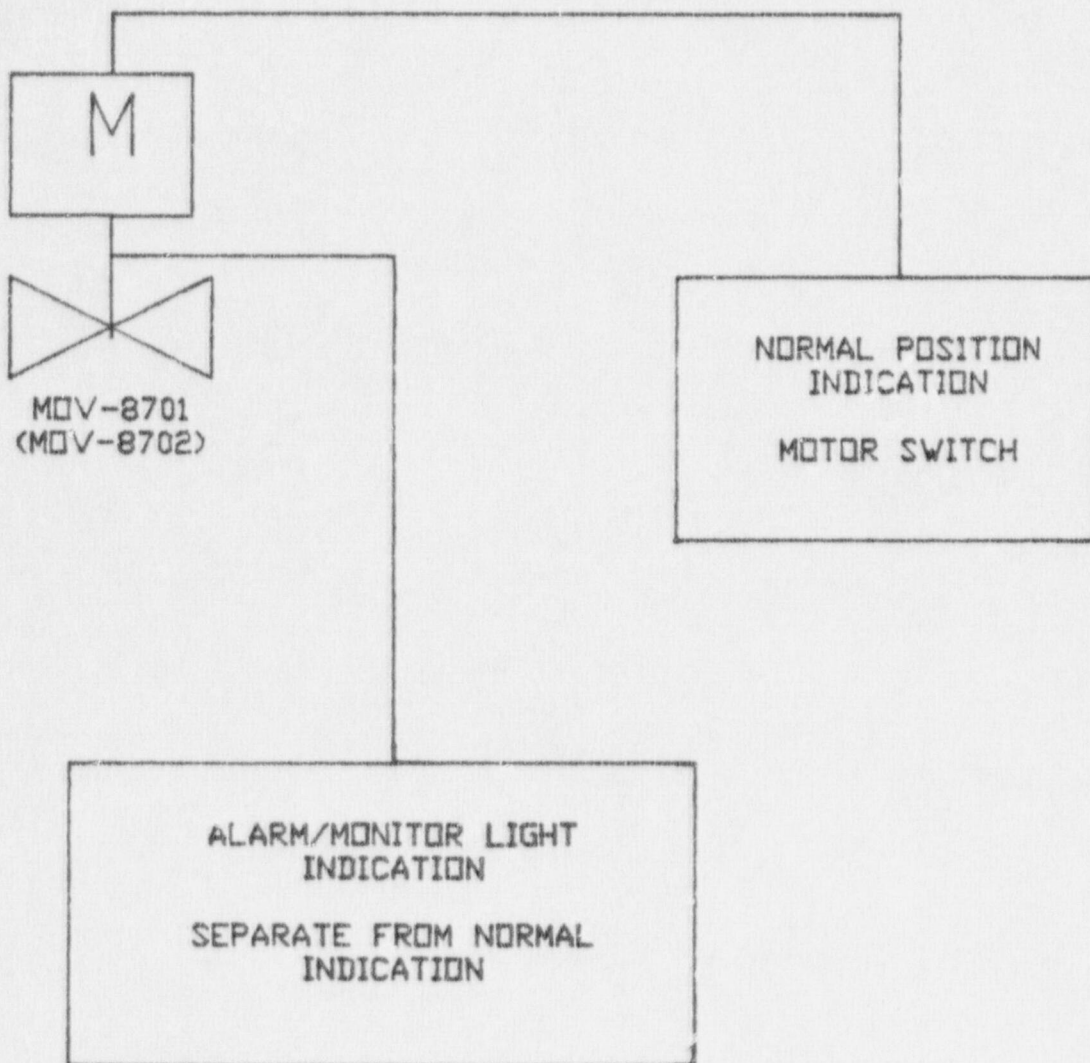 M
MOV-8701
(MOV-8702)
NORMAL POSITION
INDICATION
MOTOR SWITCH
ALARM/MONITOR LIGHT
INDICATION
SEPARATE FROM NORMAL
INDICATION